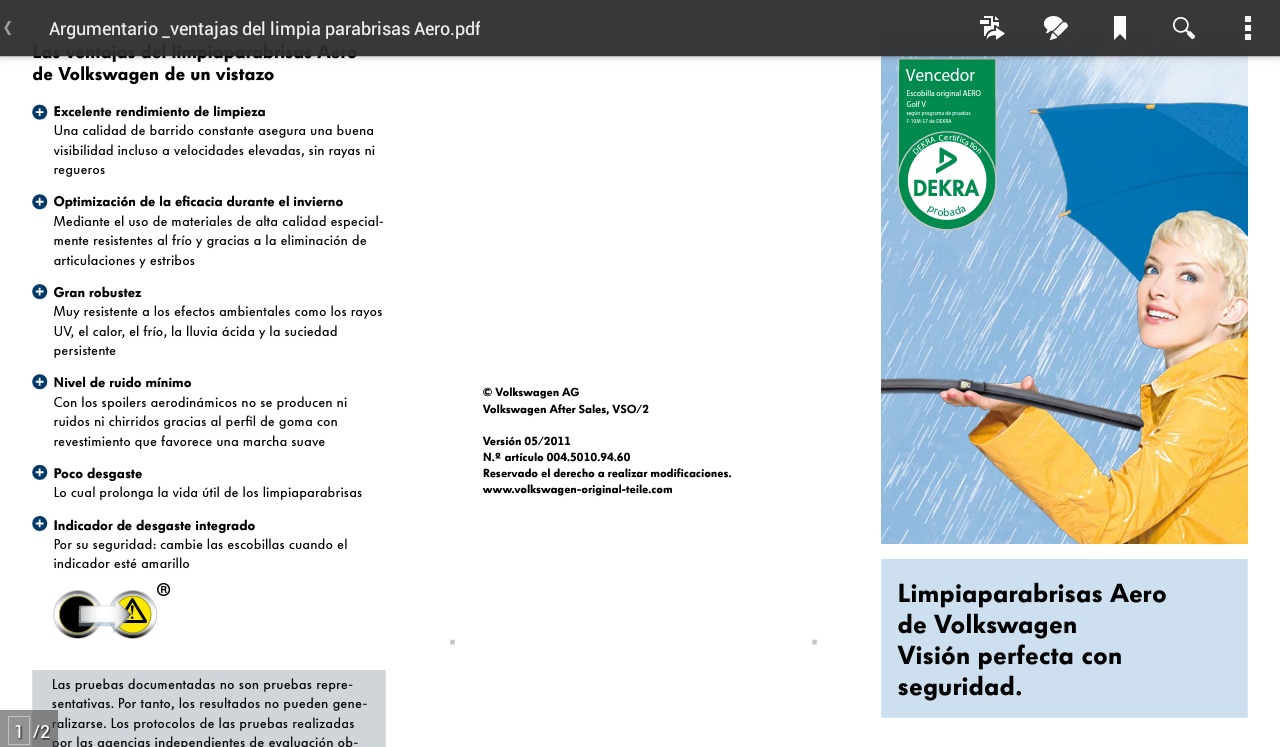 Argumentario _ventajas del limpia parabrisas Aero.pdf
Las ventajas del limpiaparabrisas Aero
de Volkswagen de un vistazo
Excelente rendimiento de limpieza
Una calidad de barrido constante asegura una buena
visibilidad incluso a velocidades elevadas, sin rayas ni
regueros
Optimización de la eficacia durante el invierno
Mediante el uso de materiales de alta calidad especial-
mente resistentes al frío y gracias a la eliminación de
articulaciones y estribos
Gran robustez
Muy resistente a los efectos ambientales como los rayos
UV, el calor, el frío, la lluvia ácida y la suciedad
persistente
Nivel de ruido mínimo
Con los spoilers aerodinámicos no se producen ni
ruidos ni chirridos gracias al perfil de goma con
revestimiento que favorece una marcha suave
Poco desgaste
Lo cual prolonga la vida útil de los limpiaparabrisas
Indicador de desgaste integrado
Por su seguridad: cambie las escobillas cuando el
indicador esté amarillo
®
Las pruebas documentadas no son pruebas repre-
sentativas. Por tanto, los resultados no pueden gene-
ralizarse. Los protocolos de las pruebas realizadas
por las agencias independientes de evaluación ob-
1 /2
© Volkswagen AG
Volkswagen After Sales, VSO/2
Versión 05/2011
N.º artículo 004.5010.94.60
Reservado el derecho a realizar modificaciones.
www.volkswagen-original-teile.com
Vencedor
Escobilla original AERO
Golf V
según programa de pruebas
F-10M-57 de DEKRA
DEKRA Certification
DEKRA
probada
Limpiaparabrisas Aero
de Volkswagen
Visión perfecta con
seguridad.